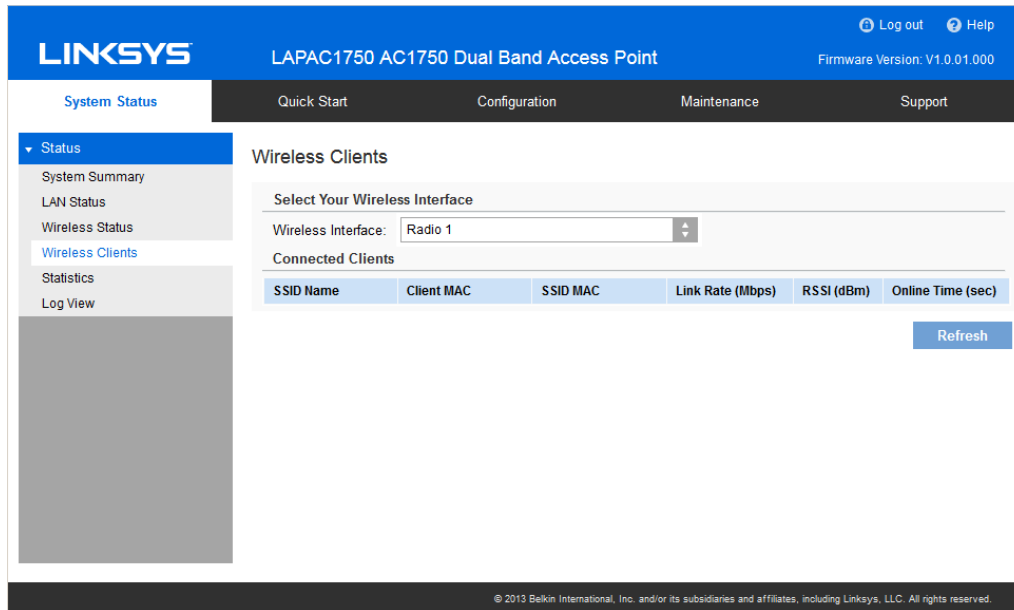 Log out Help
LINKSYS LAPAC1750 AC1750 Dual Band Access Point Firmware Version: V1.0.01.000
System Status Quick Start Configuration Maintenance Support
Status
System Summary
LAN Status
Wireless Status
Wireless Clients
Statistics
Log View
Wireless Clients
Select Your Wireless Interface
Wireless Interface: Radio 1
Connected Clients
SSID Name Client MAC SSID MAC Link Rate (Mbps) RSSI (dBm) Online Time (sec)
Refresh
© 2013 Belkin International, Inc. and/or its subsidiaries and affiliates, including Linksys, LLC. All rights reserved.